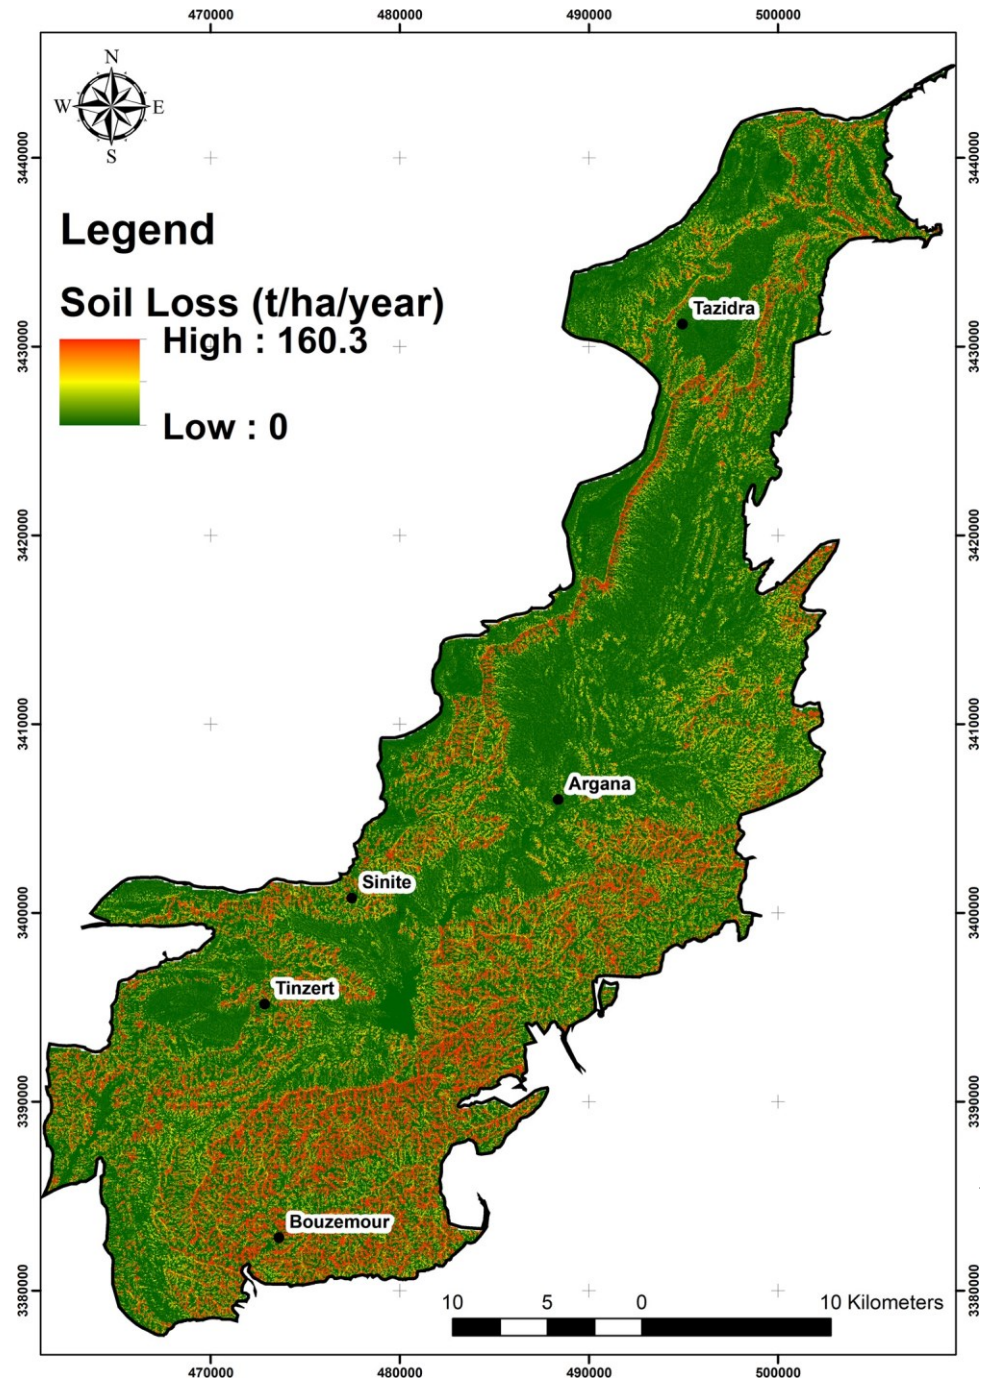 470000 480000 490000 500000
N
W E
S
3440000 3440000
Legend
Soil Loss (t/ha/year)
High : 160.3
Low : 0
Tazidra
3430000 3430000
3420000 3420000
3410000 3410000
Argana
Sinite
3400000 3400000
Tinzert
3390000 3390000
Bouzemour
3380000 3380000
10 5 0 10 Kilometers
470000 480000 490000 500000